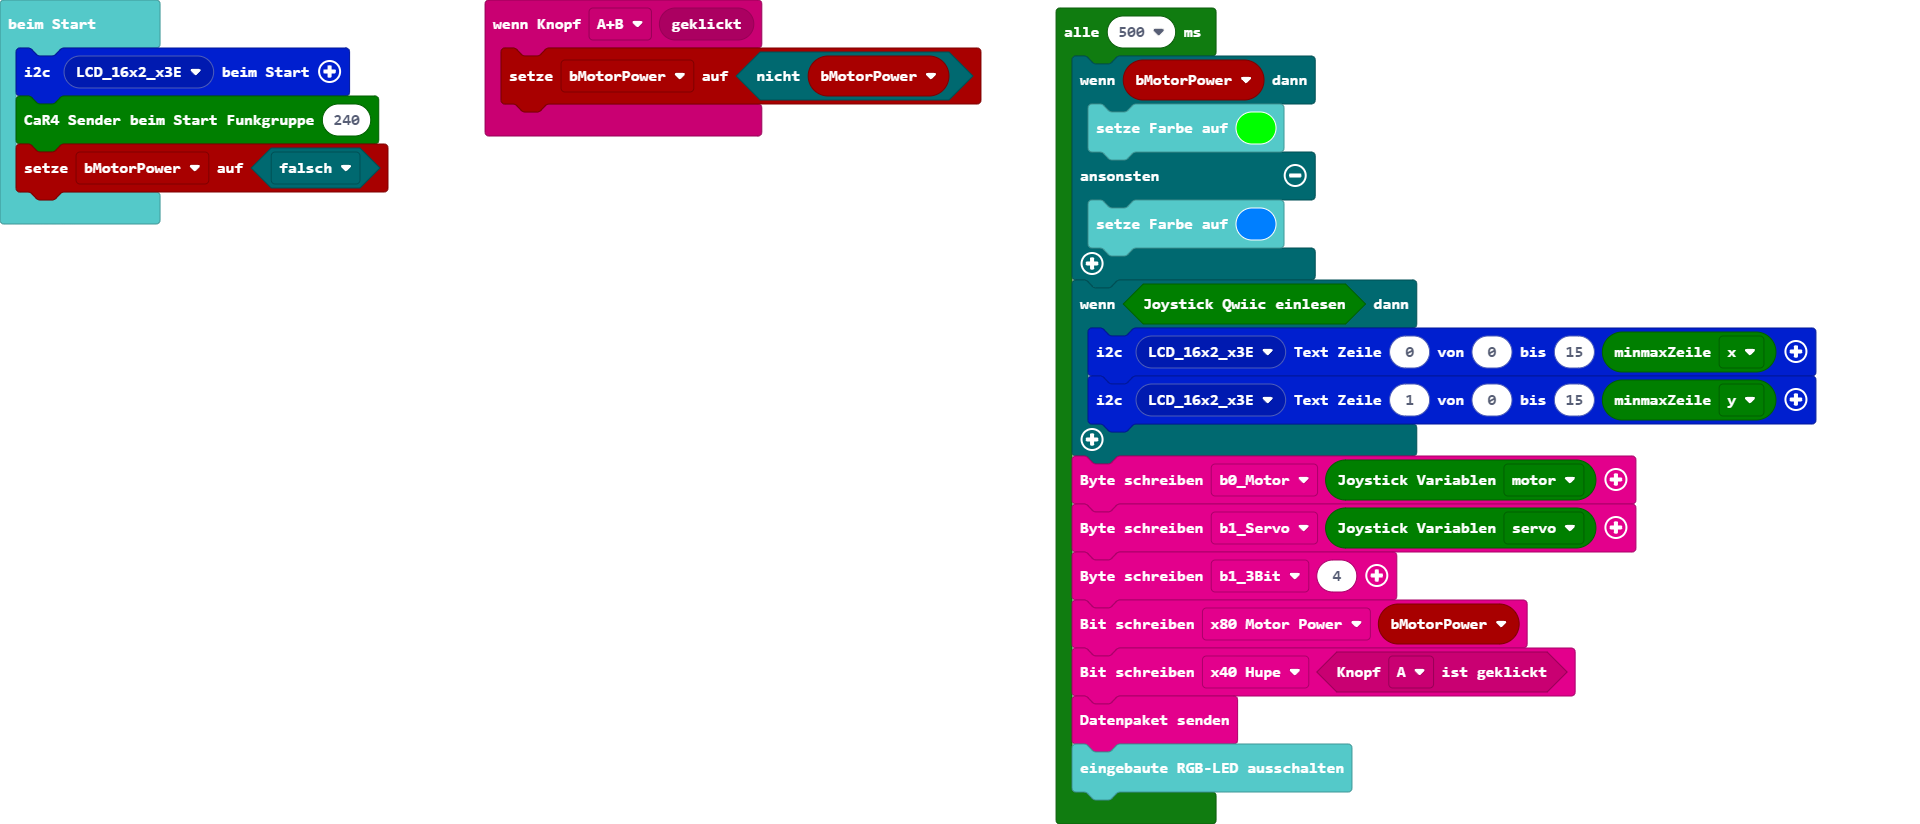 beim Start
i2c LCD_16x2_x3E beim Start
CaR4 Sender beim Start Funkgruppe 240
setze bMotorPower auf falsch
wenn Knopf A+B geklickt
setze bMotorPower auf nicht bMotorPower
alle 500 ms
wenn bMotorPower dann
setze Farbe auf
ansonsten
setze Farbe auf
wenn Joystick Qwiic einlesen dann
i2c LCD_16x2_x3E Text Zeile 0 von 0 bis 15 minmaxZeile x
i2c LCD_16x2_x3E Text Zeile 1 von 0 bis 15 minmaxZeile y
Byte schreiben b0_Motor Joystick Variablen motor
Byte schreiben b1_Servo Joystick Variablen servo
Byte schreiben b1_3Bit 4
Bit schreiben x80 Motor Power bMotorPower
Bit schreiben x40 Hupe Knopf A ist geklickt
Datenpaket senden
eingebaute RGB-LED ausschalten